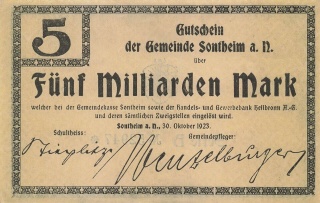 5
Gutschein
der Gemeinde Sontheim a. N.
über
Fünf Milliarden Mark
welcher bei der Gemeindekasse Sontheim sowie der Handels- und Gewerbebank Heilbronn A.-G.
und deren sämtlichen Zweigstellen eingelöst wird.
Sontheim a. N., 30. Oktober 1923.
Schultheiss: Gemeindepfleger: